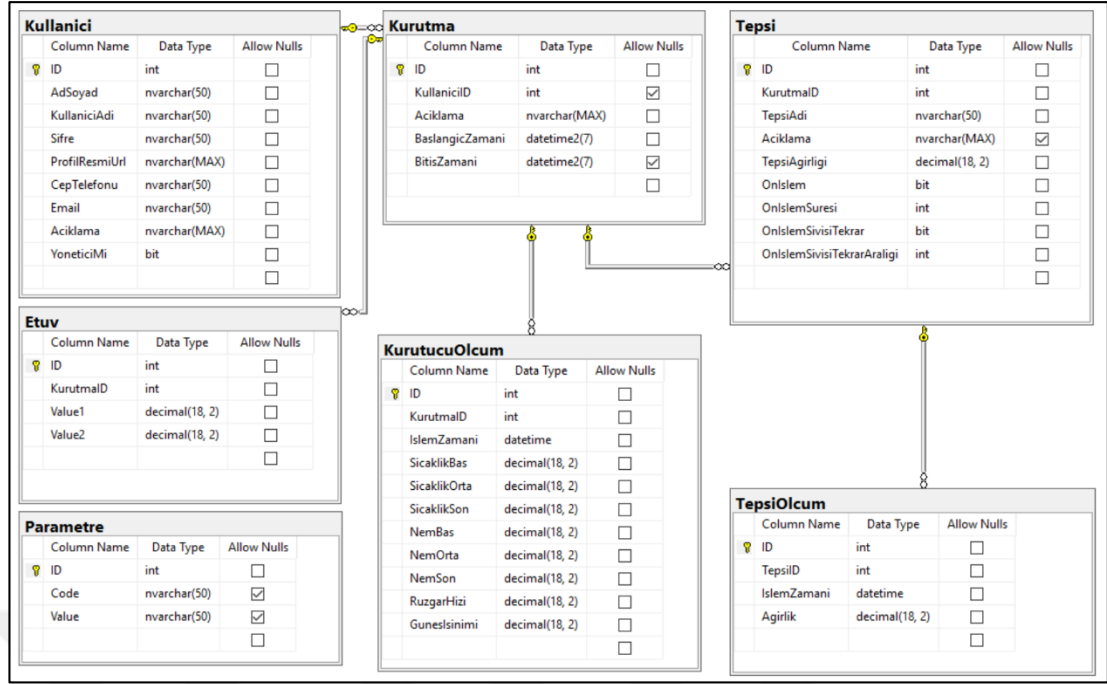 Kullanici
Column Name Data Type Allow Nulls
ID int
AdSoyad nvarchar(50)
KullaniciAdi nvarchar(50)
Sifre nvarchar(50)
ProfilResmiUrl nvarchar(MAX)
CepTelefonu nvarchar(50)
Email nvarchar(50)
Aciklama nvarchar(MAX)
YoneticiMi bit
Kurutma
Column Name Data Type Allow Nulls
ID int
KullaniciID int
Aciklama nvarchar(MAX)
BaslangicZamani datetime2(7)
BitisZamani datetime2(7)
Tepsi
Column Name Data Type Allow Nulls
ID int
KurutmaID int
TepsiAdi nvarchar(50)
Aciklama nvarchar(MAX)
TepsiAgirligi decimal(18, 2)
OnIslem bit
OnIslemSuresi int
OnIslemSivisiTekrar bit
OnIslemSivisiTekrarAraligi int
Etuv
Column Name Data Type Allow Nulls
ID int
KurutmaID int
Value1 decimal(18, 2)
Value2 decimal(18, 2)
KurutucuOlcum
Column Name Data Type Allow Nulls
ID int
KurutmaID int
IslemZamani datetime
SicaklikBas decimal(18, 2)
SicaklikOrta decimal(18, 2)
SicaklikSon decimal(18, 2)
NemBas decimal(18, 2)
NemOrta decimal(18, 2)
NemSon decimal(18, 2)
RuzgarHizi decimal(18, 2)
GunesIsinimi decimal(18, 2)
Parametre
Column Name Data Type Allow Nulls
ID int
Code nvarchar(50)
Value nvarchar(50)
TepsiOlcum
Column Name Data Type Allow Nulls
ID int
TepsiID int
IslemZamani datetime
Agirlik decimal(18, 2)